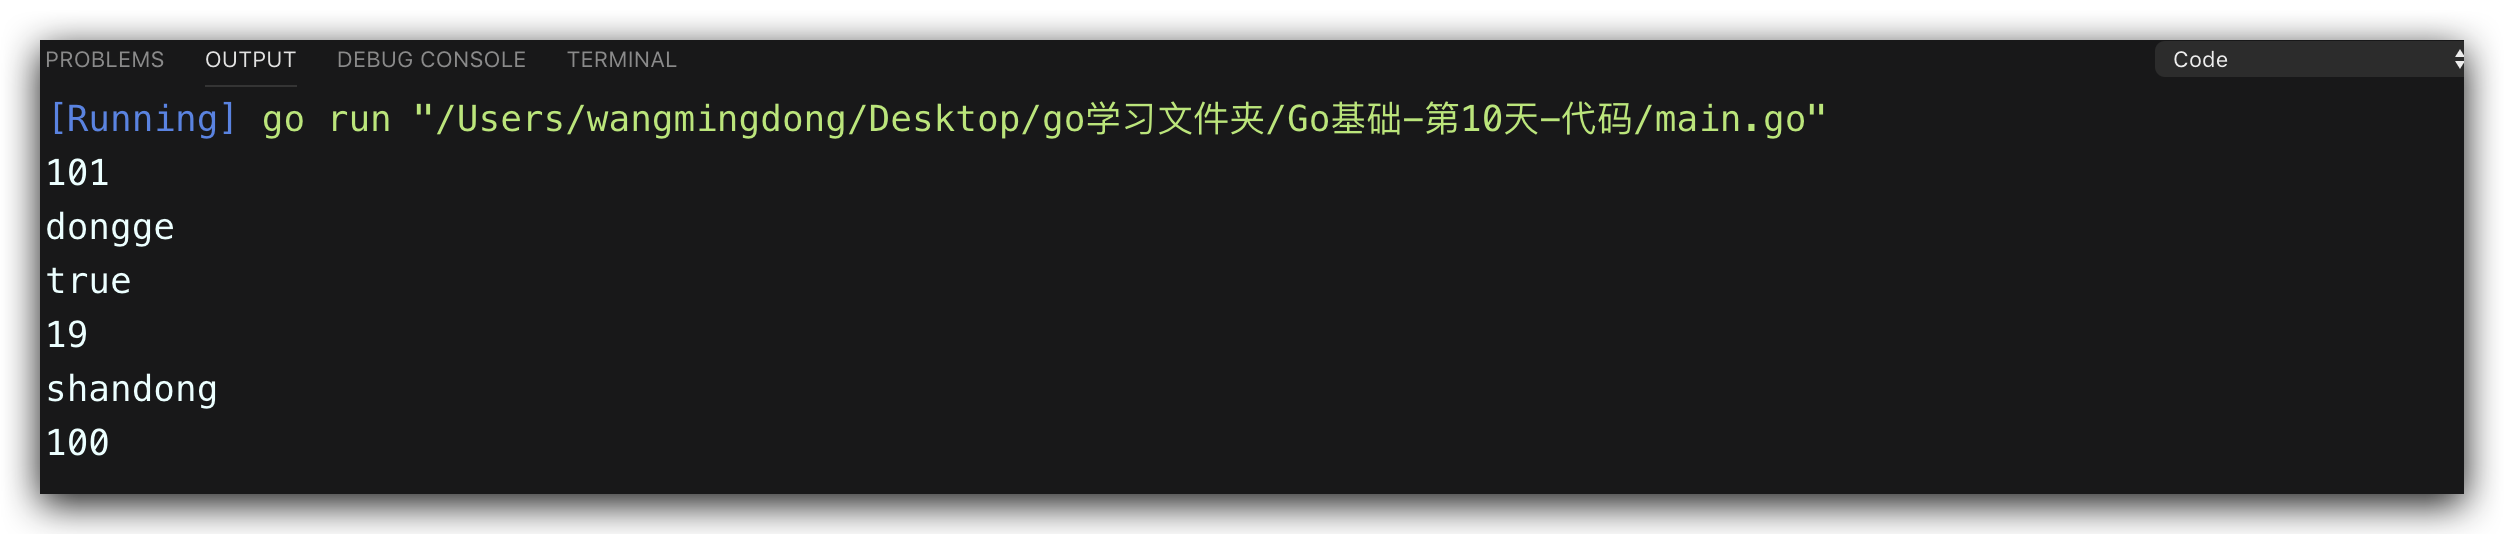 PROBLEMS OUTPUT DEBUG CONSOLE TERMINAL Code
[Running] go run "/Users/wangmingdong/Desktop/go学习文件夹/Go基础-第10天-代码/main.go"
101
dongge
true
19
shandong
100